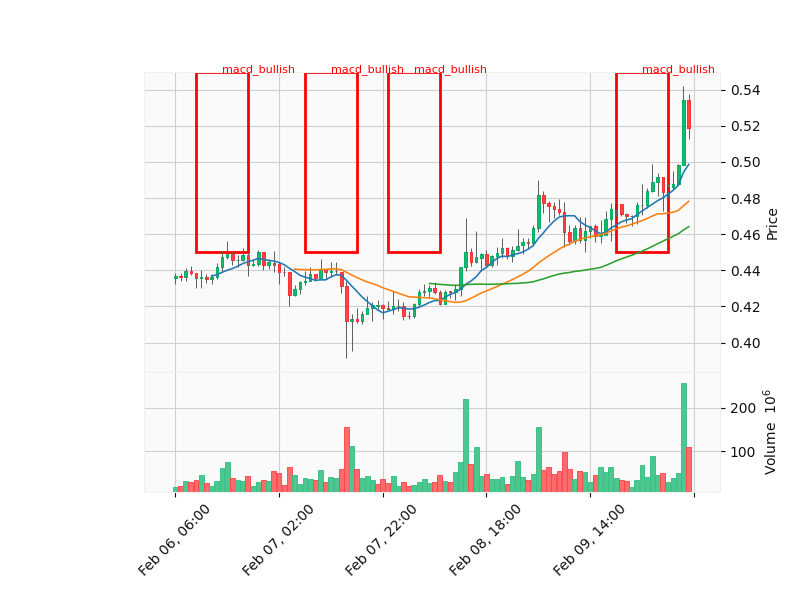 macd_bullish macd_bullish macd_bullish macd_bullish
0.54
0.52
0.50
0.48
0.46
0.44
0.42
0.40
Price
200
100
Volume 10^6
Feb 06, 06:00
Feb 07, 02:00
Feb 07, 22:00
Feb 08, 18:00
Feb 09, 14:00